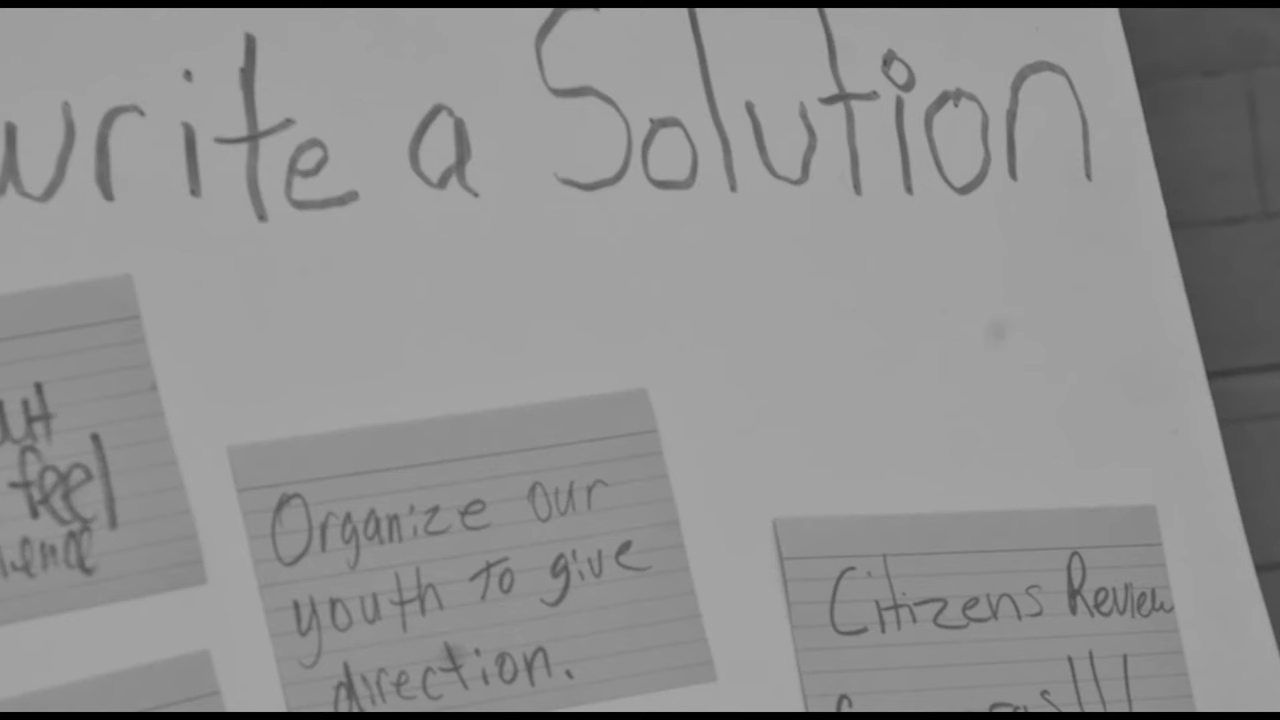 write a Solution
feel
Organize our
youth to give
direction.
Citizens Review